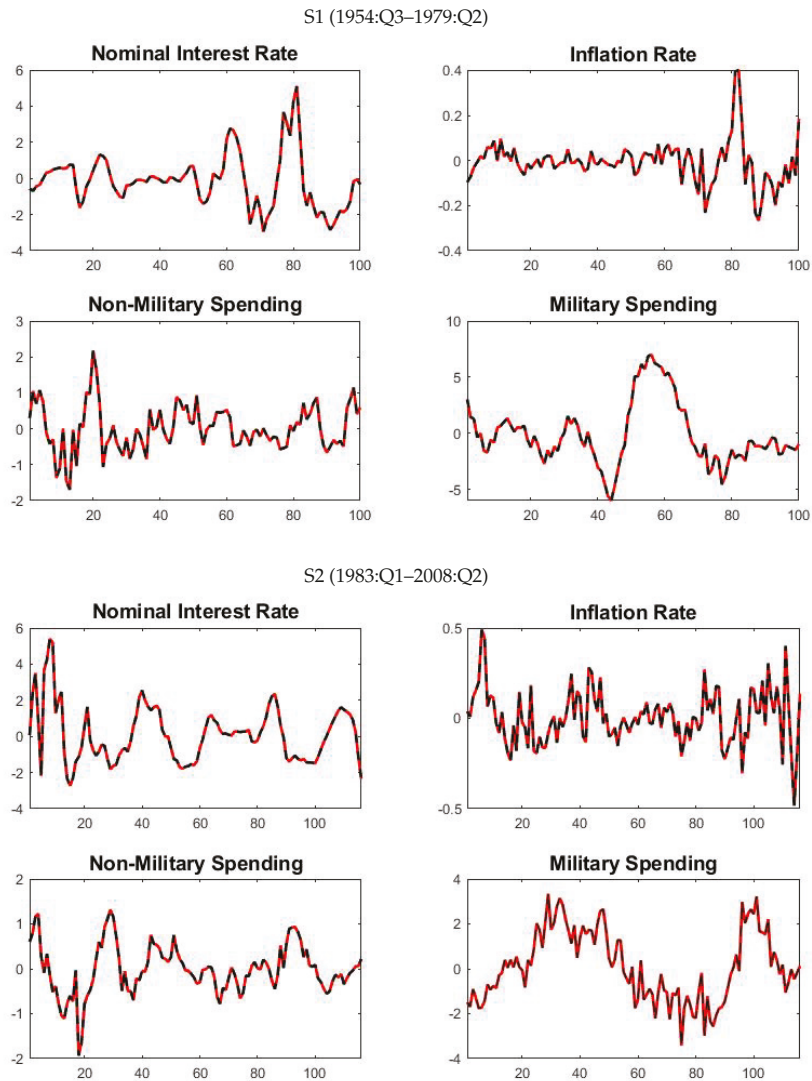 S1 (1954:Q3–1979:Q2)
Nominal Interest Rate
6
4
2
0
-2
-4
20 40 60 80 100
Inflation Rate
0.4
0.2
0
-0.2
-0.4
20 40 60 80 100
Non-Military Spending
3
2
1
0
-1
-2
20 40 60 80 100
Military Spending
10
5
0
-5
20 40 60 80 100
S2 (1983:Q1–2008:Q2)
Nominal Interest Rate
6
4
2
0
-2
-4
20 40 60 80 100
Inflation Rate
0.5
0
-0.5
20 40 60 80 100
Non-Military Spending
2
1
0
-1
-2
20 40 60 80 100
Military Spending
4
2
0
-2
-4
20 40 60 80 100